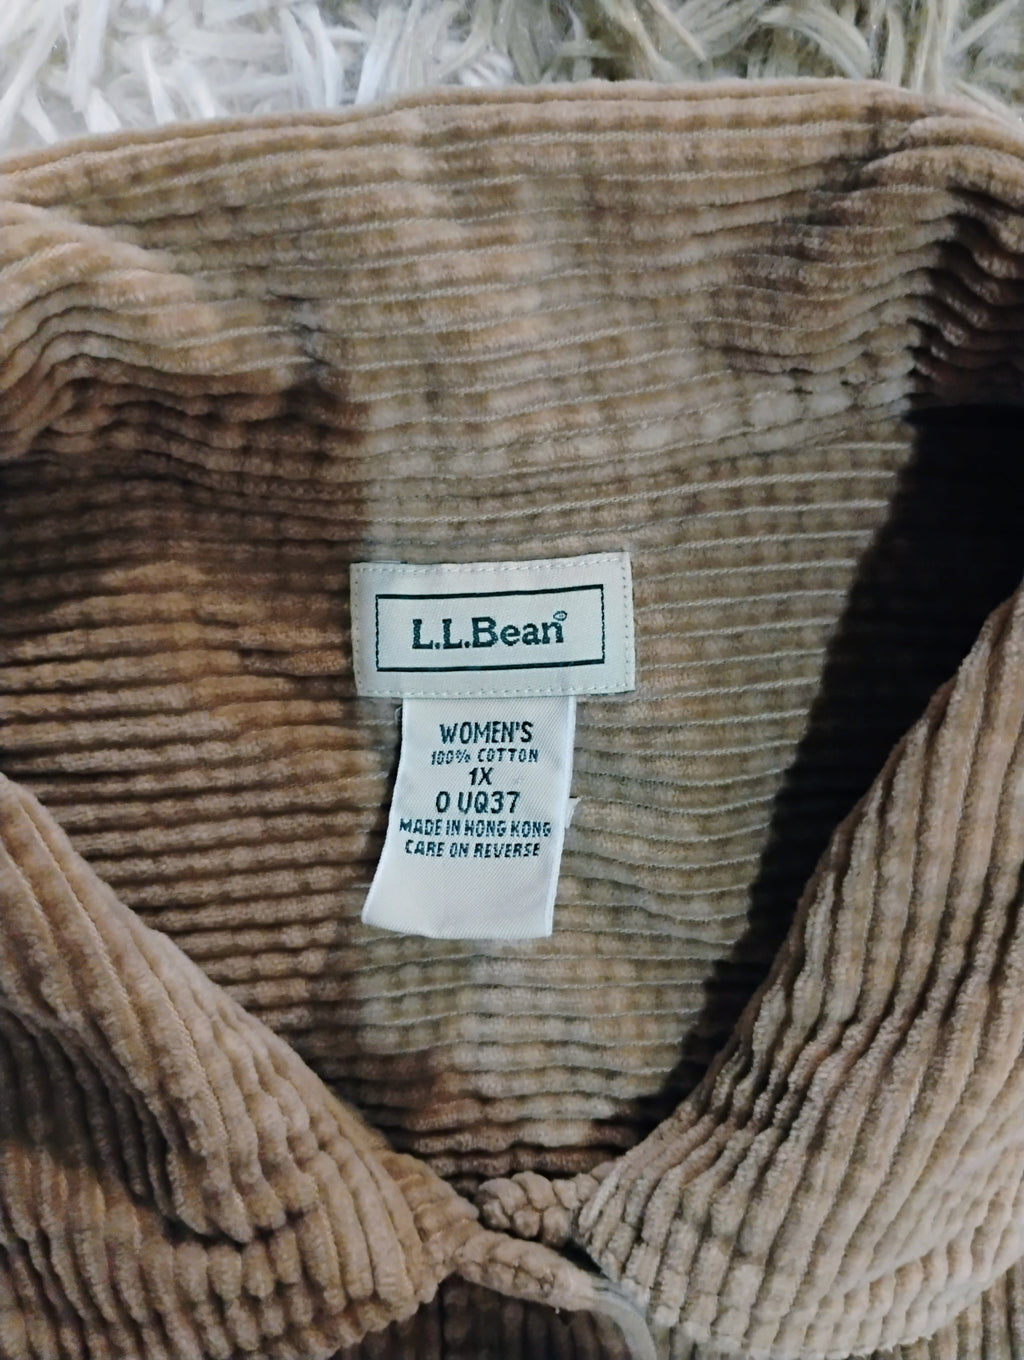 L.L.Bean®
WOMEN'S
100% COTTON
1X
0 UQ37
MADE IN HONG KONG
CARE ON REVERSE